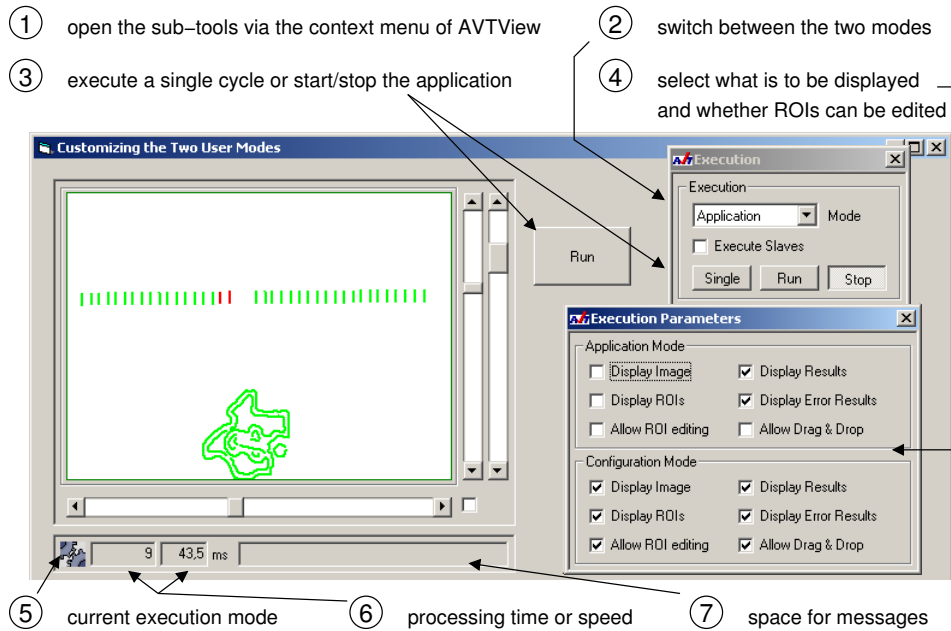 1 open the sub-tools via the context menu of AVTView
2 switch between the two modes
3 execute a single cycle or start/stop the application
4 select what is to be displayed
and whether ROIs can be edited
Customizing the Two User Modes
Run
Execution
Execution
Application Mode
Execute Slaves
Single Run Stop
Execution Parameters
Application Mode
Display Image Display Results
Display ROIs Display Error Results
Allow ROI editing Allow Drag & Drop
Configuration Mode
Display Image Display Results
Display ROIs Display Error Results
Allow ROI editing Allow Drag & Drop
9 43,5 ms
5 current execution mode
6 processing time or speed
7 space for messages